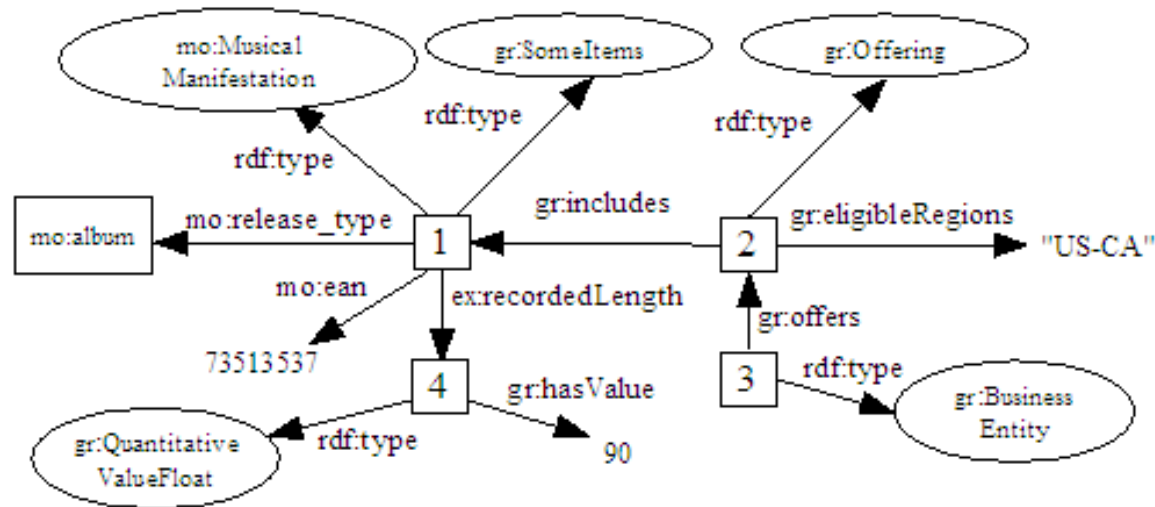 mo:Musical
Manifestation
gr:SomeItems
gr:Offering
rdf:type
rdf:type
rdf:type
mo:album
mo:release_type
1
gr:includes
2
gr:eligibleRegions
"US-CA"
mo:ean
ex:recordedLength
gr:offers
73513537
4
gr:hasValue
3
rdf:type
gr:Business
Entity
gr:Quantitative
ValueFloat
rdf:type
90